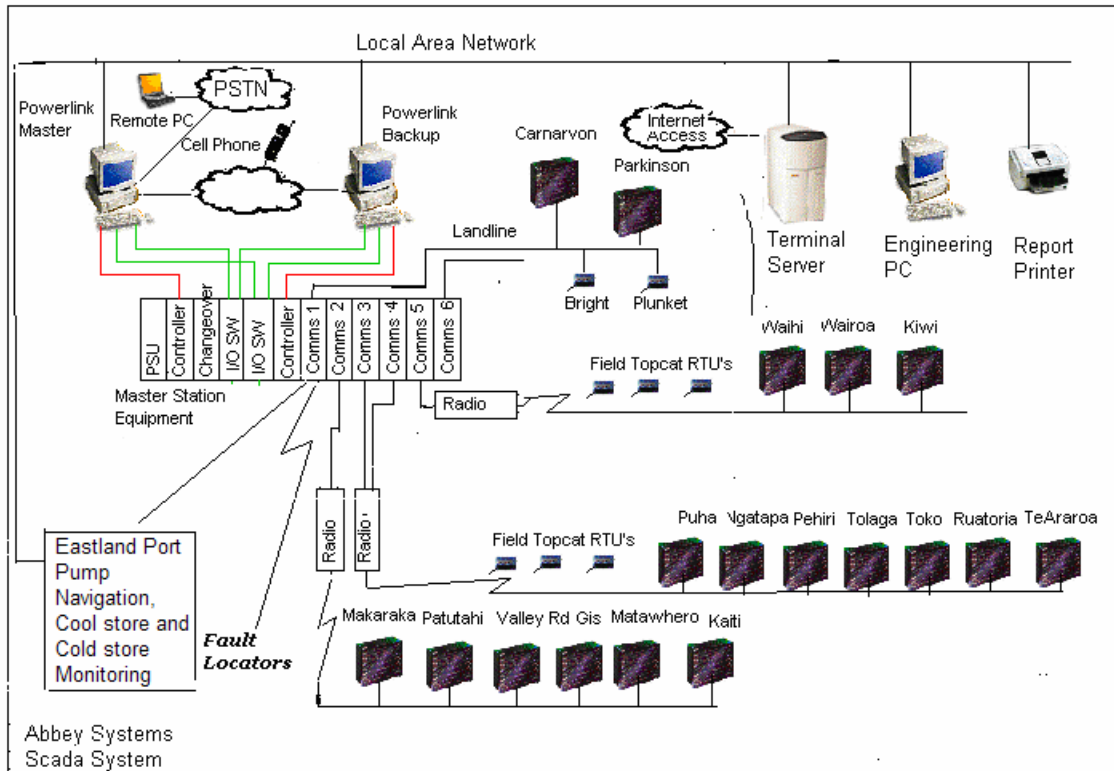 Local Area Network
Powerlink
Master
Remote PC
PSTN
Cell Phone
Powerlink
Backup
Carnarvon
Parkinson
Internet
Access
Landline
Bright
Plunket
Terminal
Server
Engineering
PC
Report
Printer
PSU
Controller
Changeover
I/O SW
I/O SW
Controller
Comms 1
Comms 2
Comms 3
Comms 4
Comms 5
Comms 6
Master Station
Equipment
Radio
Field Topcat RTU's
Waihi
Wairoa
Kiwi
Radio
Radio
Field Topcat RTU's
Puha
Ngatapa
Pehiri
Tolaga
Toko
Ruatoria
TeAraroa
Eastland Port
Pump
Navigation,
Cool store and
Cold store
Monitoring
Fault
Locators
Makaraka
Patutahi
Valley Rd
Gis
Matawhero
Kaiti
Abbey Systems
Scada System